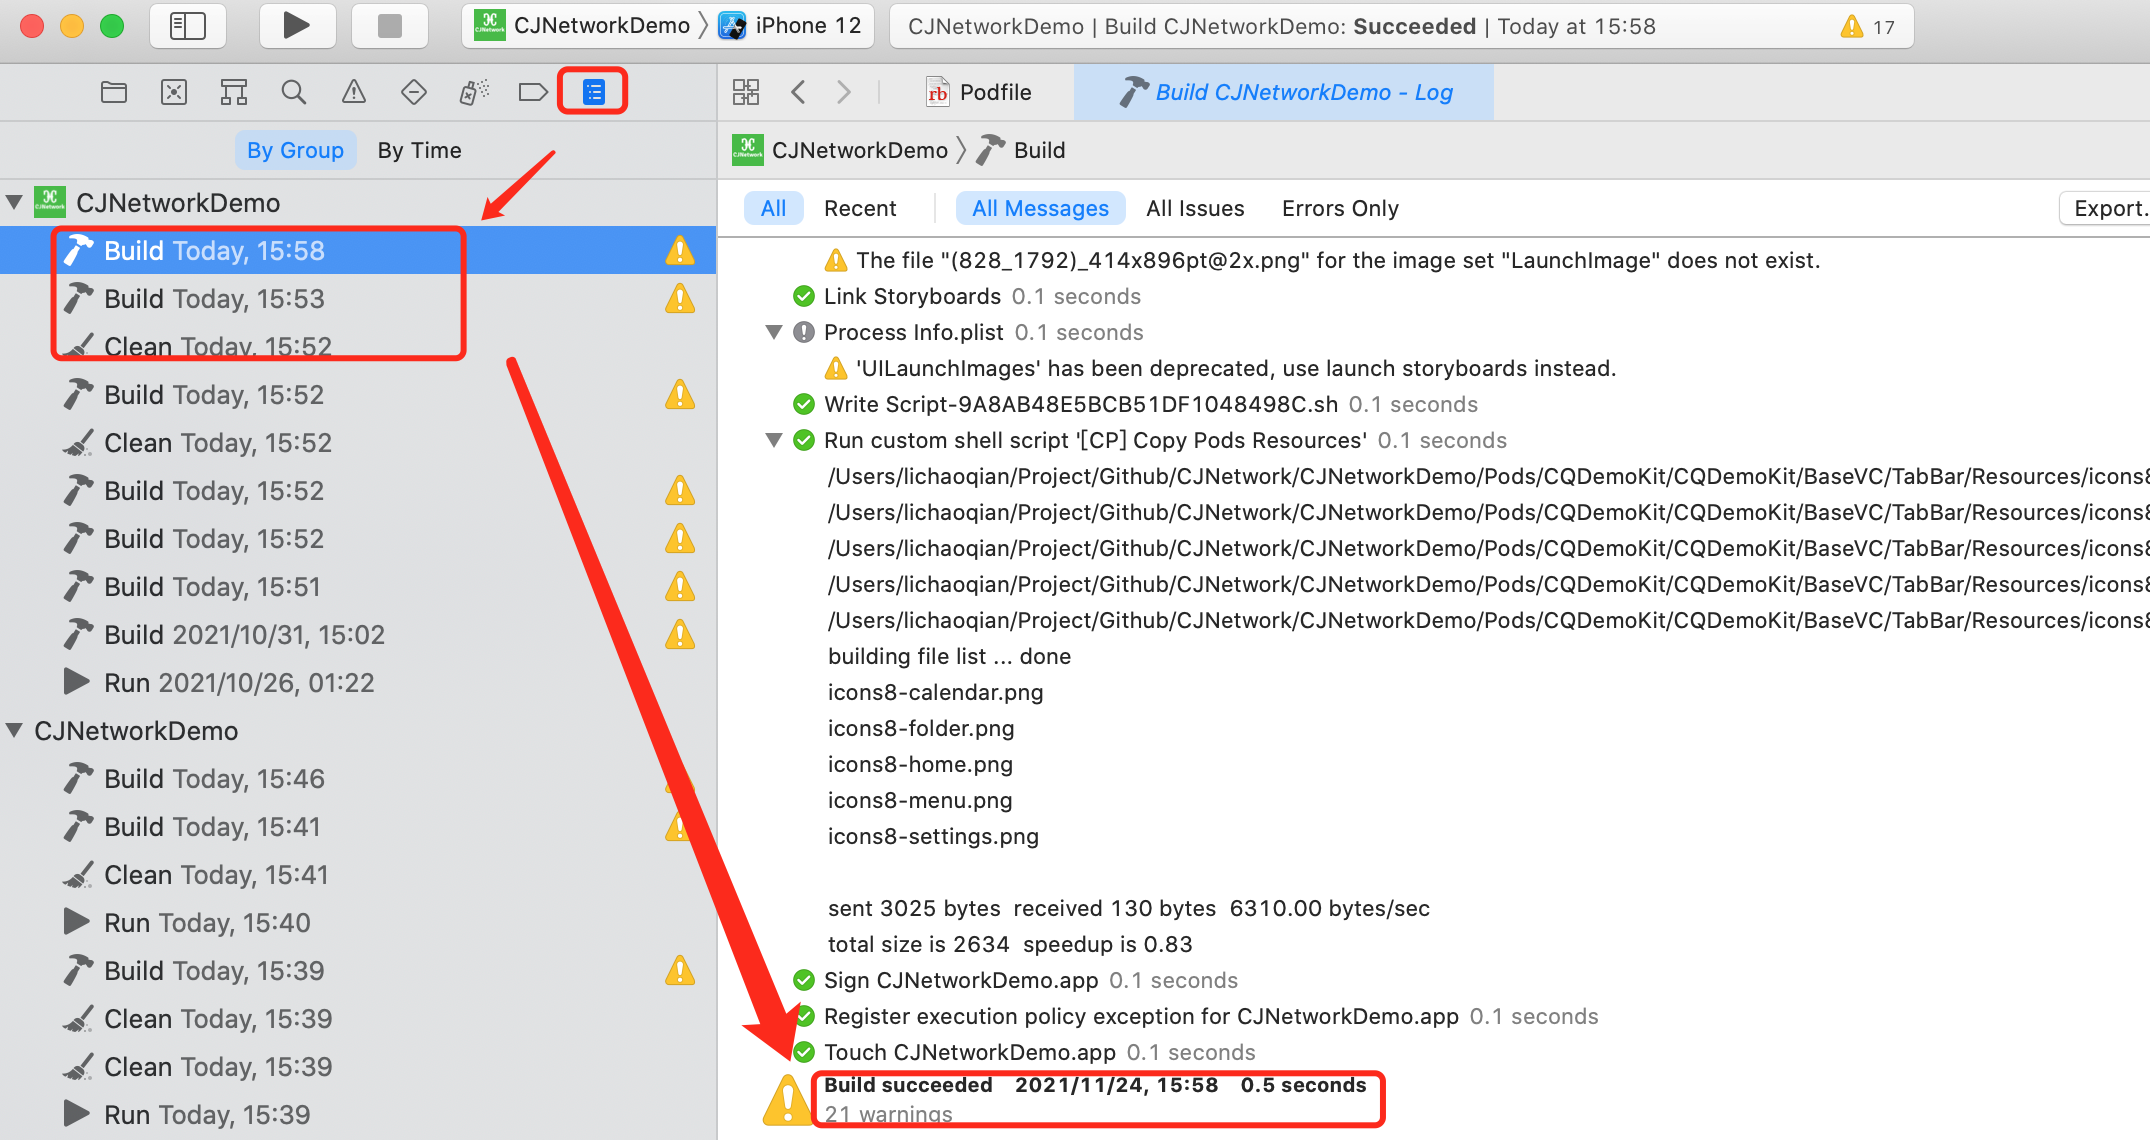 CJNetworkDemo 〉 iPhone 12
CJNetworkDemo | Build CJNetworkDemo: Succeeded | Today at 15:58
17
rb Podfile
Build CJNetworkDemo - Log
By Group By Time
CJNetworkDemo 〉 Build
CJNetworkDemo
Build Today, 15:58
Build Today, 15:53
Clean Today, 15:52
Build Today, 15:52
Clean Today, 15:52
Build Today, 15:52
Build Today, 15:52
Build Today, 15:51
Build 2021/10/31, 15:02
Run 2021/10/26, 01:22
CJNetworkDemo
Build Today, 15:46
Build Today, 15:41
Clean Today, 15:41
Run Today, 15:40
Build Today, 15:39
Clean Today, 15:39
Clean Today, 15:39
Run Today, 15:39
All Recent All Messages All Issues Errors Only Export.
The file "(828_1792)_414x896pt@2x.png" for the image set "LaunchImage" does not exist.
Link Storyboards 0.1 seconds
Process Info.plist 0.1 seconds
'UILaunchImages' has been deprecated, use launch storyboards instead.
Write Script-9A8AB48E5BCB51DF1048498C.sh 0.1 seconds
Run custom shell script '[CP] Copy Pods Resources' 0.1 seconds
/Users/lichaoqian/Project/Github/CJNetwork/CJNetworkDemo/Pods/CQDemoKit/CQDemoKit/BaseVC/TabBar/Resources/icons8
/Users/lichaoqian/Project/Github/CJNetwork/CJNetworkDemo/Pods/CQDemoKit/CQDemoKit/BaseVC/TabBar/Resources/icons8
/Users/lichaoqian/Project/Github/CJNetwork/CJNetworkDemo/Pods/CQDemoKit/CQDemoKit/BaseVC/TabBar/Resources/icons8
/Users/lichaoqian/Project/Github/CJNetwork/CJNetworkDemo/Pods/CQDemoKit/CQDemoKit/BaseVC/TabBar/Resources/icons8
/Users/lichaoqian/Project/Github/CJNetwork/CJNetworkDemo/Pods/CQDemoKit/CQDemoKit/BaseVC/TabBar/Resources/icons8
building file list ... done
icons8-calendar.png
icons8-folder.png
icons8-home.png
icons8-menu.png
icons8-settings.png
sent 3025 bytes  received 130 bytes  6310.00 bytes/sec
total size is 2634  speedup is 0.83
Sign CJNetworkDemo.app 0.1 seconds
Register execution policy exception for CJNetworkDemo.app 0.1 seconds
Touch CJNetworkDemo.app 0.1 seconds
Build succeeded 2021/11/24, 15:58 0.5 seconds
21 warnings